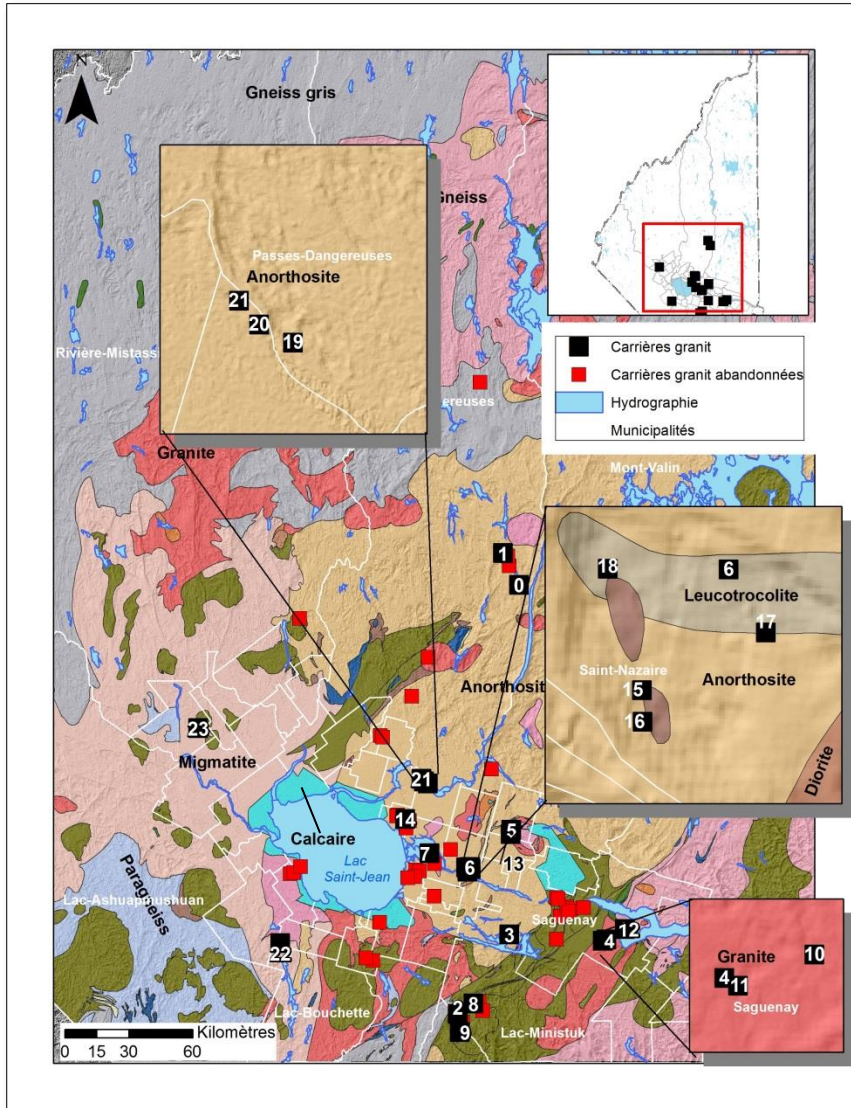 N
Gneiss gris
Gneiss
Passes-Dangereuses
Anorthosite
21
20
19
Rivière-Mistass
ereuses
Granite
Carrières granit
Carrières granit abandonnées
Hydrographie
Municipalités
Mont-Valin
1
0
18
6
Leucotrocolite
17
Saint-Nazaire
15
Anorthosite
16
Diorite
Anorthosit
23
Migmatite
21
Calcaire
14
5
7
13
6
Lac
Saint-Jean
Paragneiss
Lac-Ashuapmushuan
Saguenay
3
4
12
22
Granite
10
4
11
Saguenay
8
2
9
Lac-Bouchette
Lac-Ministuk
Kilomètres
0 15 30 60